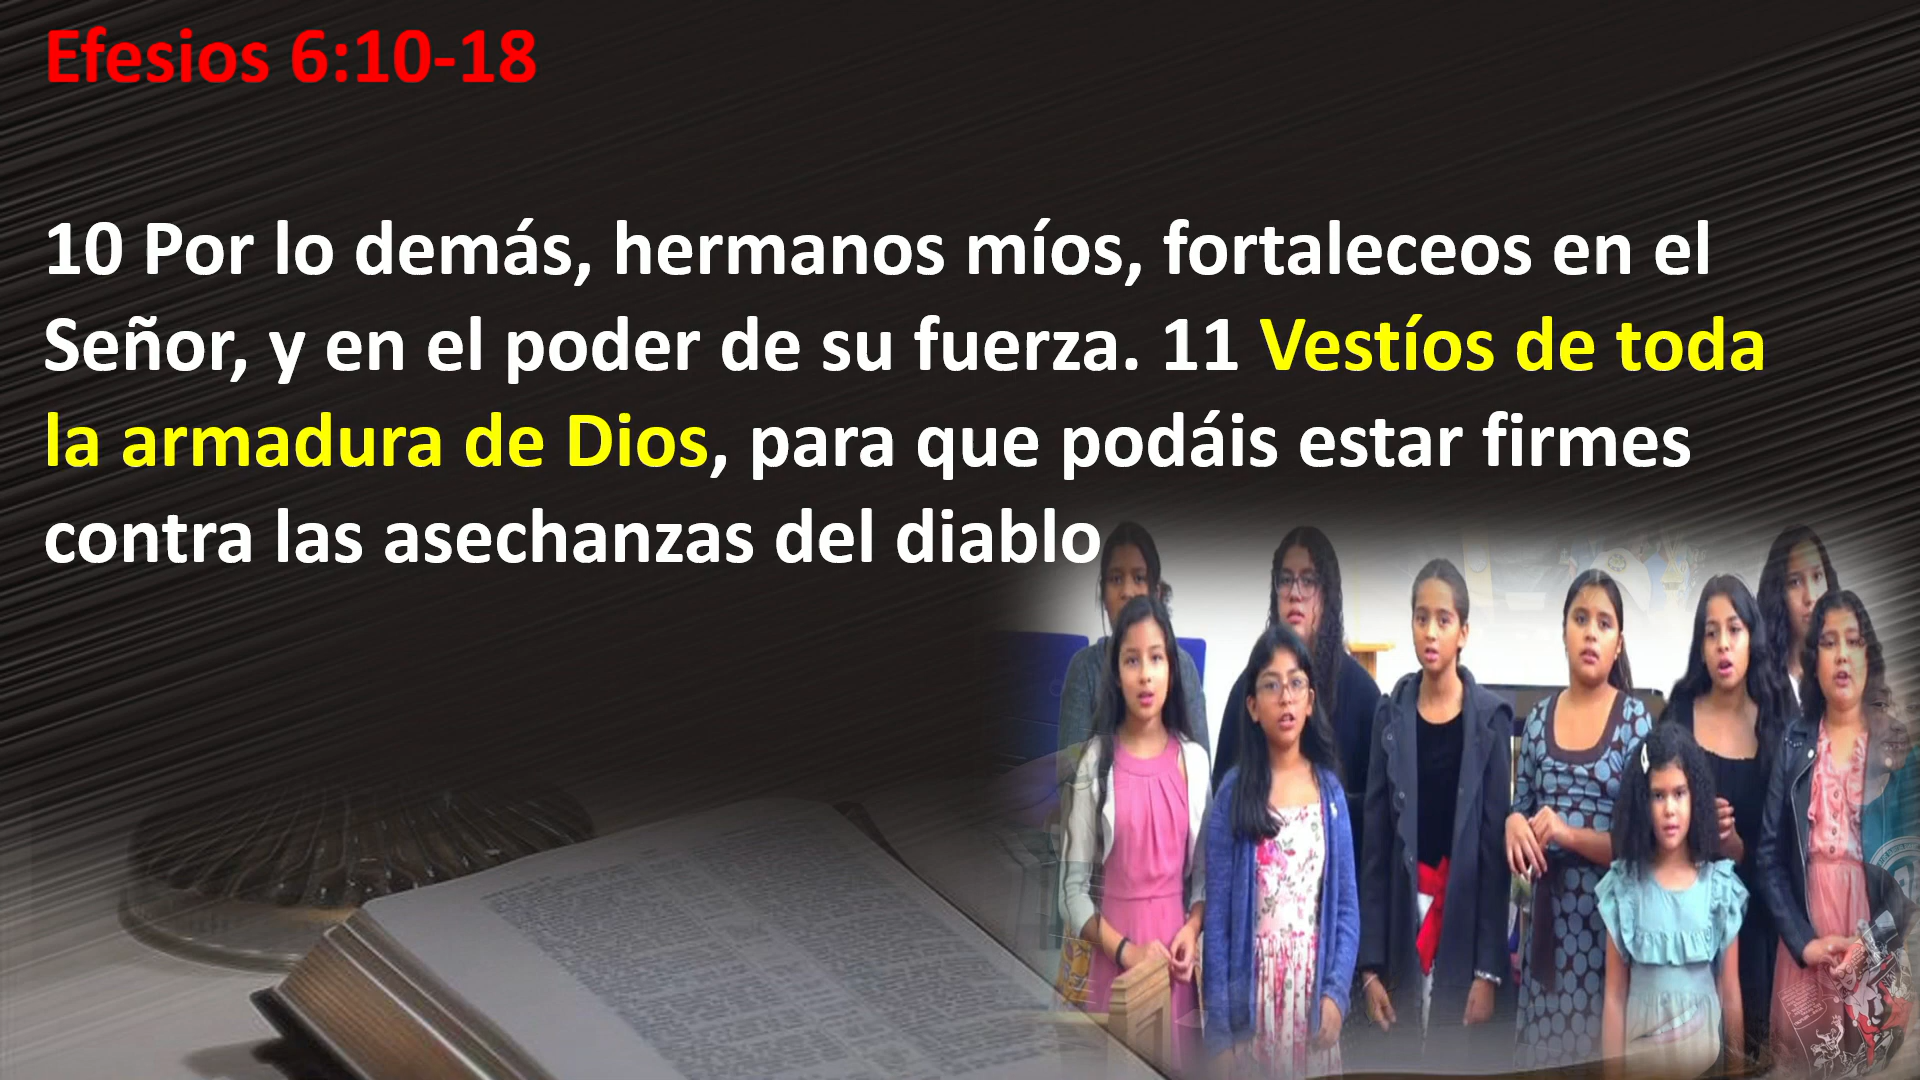 Efesios 6:10-18
10 Por lo demás, hermanos míos, fortaleceos en el
Señor, y en el poder de su fuerza. 11 Vestíos de toda
la armadura de Dios, para que podáis estar firmes
contra las asechanzas del diablo